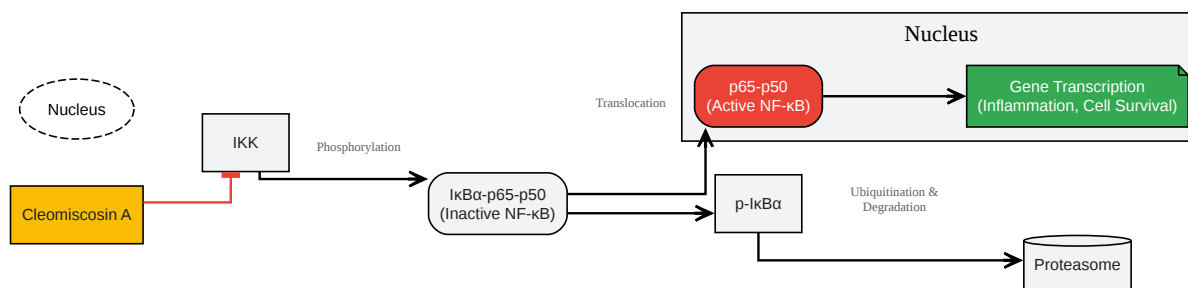 Nucleus
Translocation
p65-p50
(Active NF-κB)
Gene Transcription
(Inflammation, Cell Survival)
Nucleus
IKK
Phosphorylation
Cleomiscosin A
IκBα-p65-p50
(Inactive NF-κB)
p-IκBα
Ubiquitination &
Degradation
Proteasome